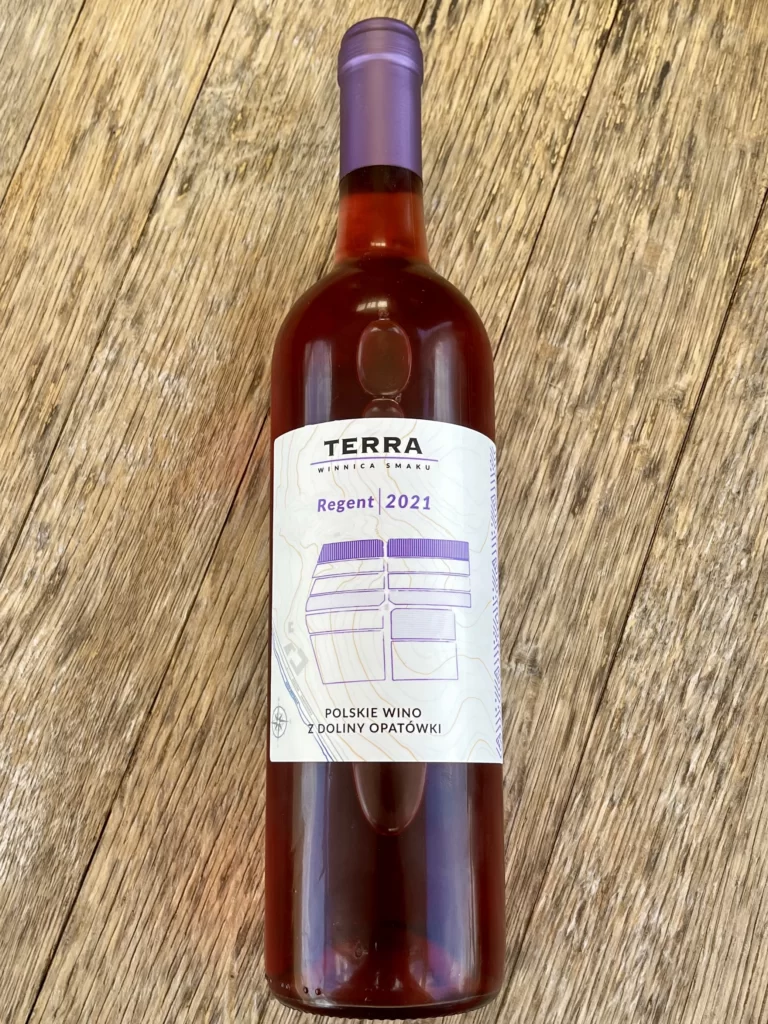 TERRA
WINNICA SMAKU
Regent | 2021
POLSKIE WINO
Z DOLINY OPATÓWKI